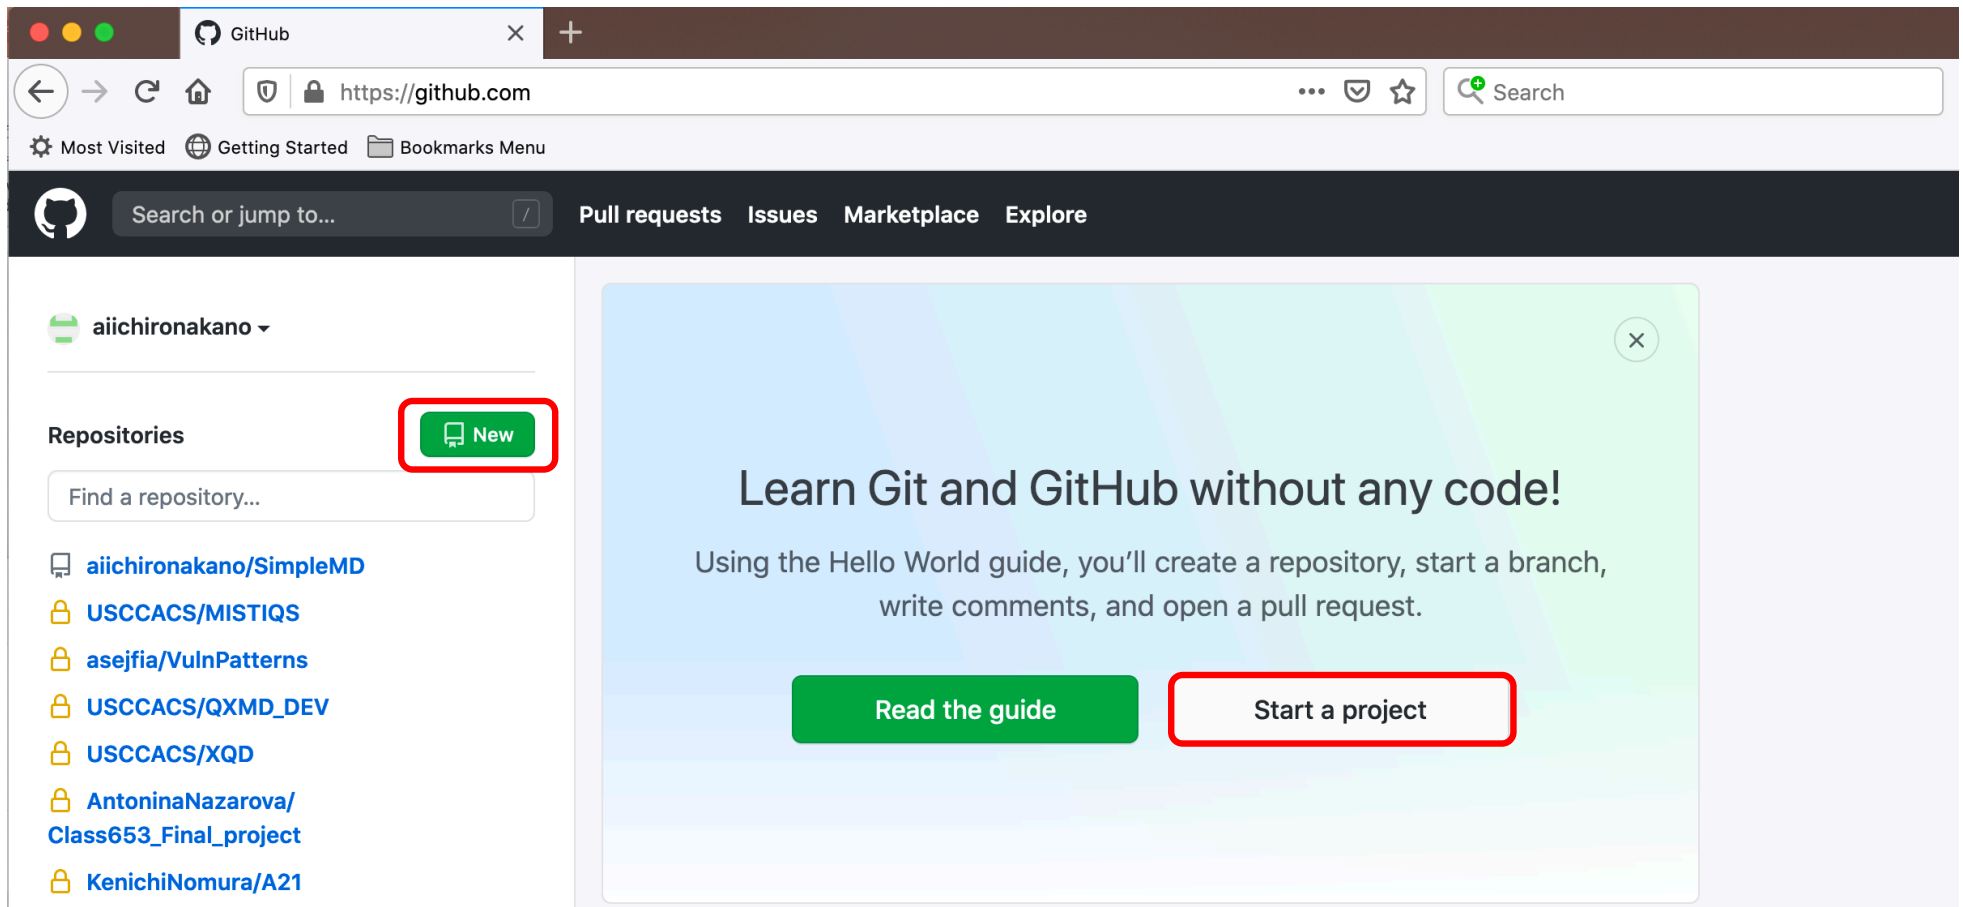 GitHub
https://github.com
Search
Most Visited
Getting Started
Bookmarks Menu
Search or jump to...
/
Pull requests
Issues
Marketplace
Explore
aiichironakano
Repositories
New
Find a repository...
aiichironakano/SimpleMD
USCCACS/MISTIQS
asejfia/VulnPatterns
USCCACS/QXMD_DEV
USCCACS/XQD
AntoninaNazarova/
Class653_Final_project
KenichiNomura/A21
Learn Git and GitHub without any code!
Using the Hello World guide, you’ll create a repository, start a branch,
write comments, and open a pull request.
Read the guide
Start a project